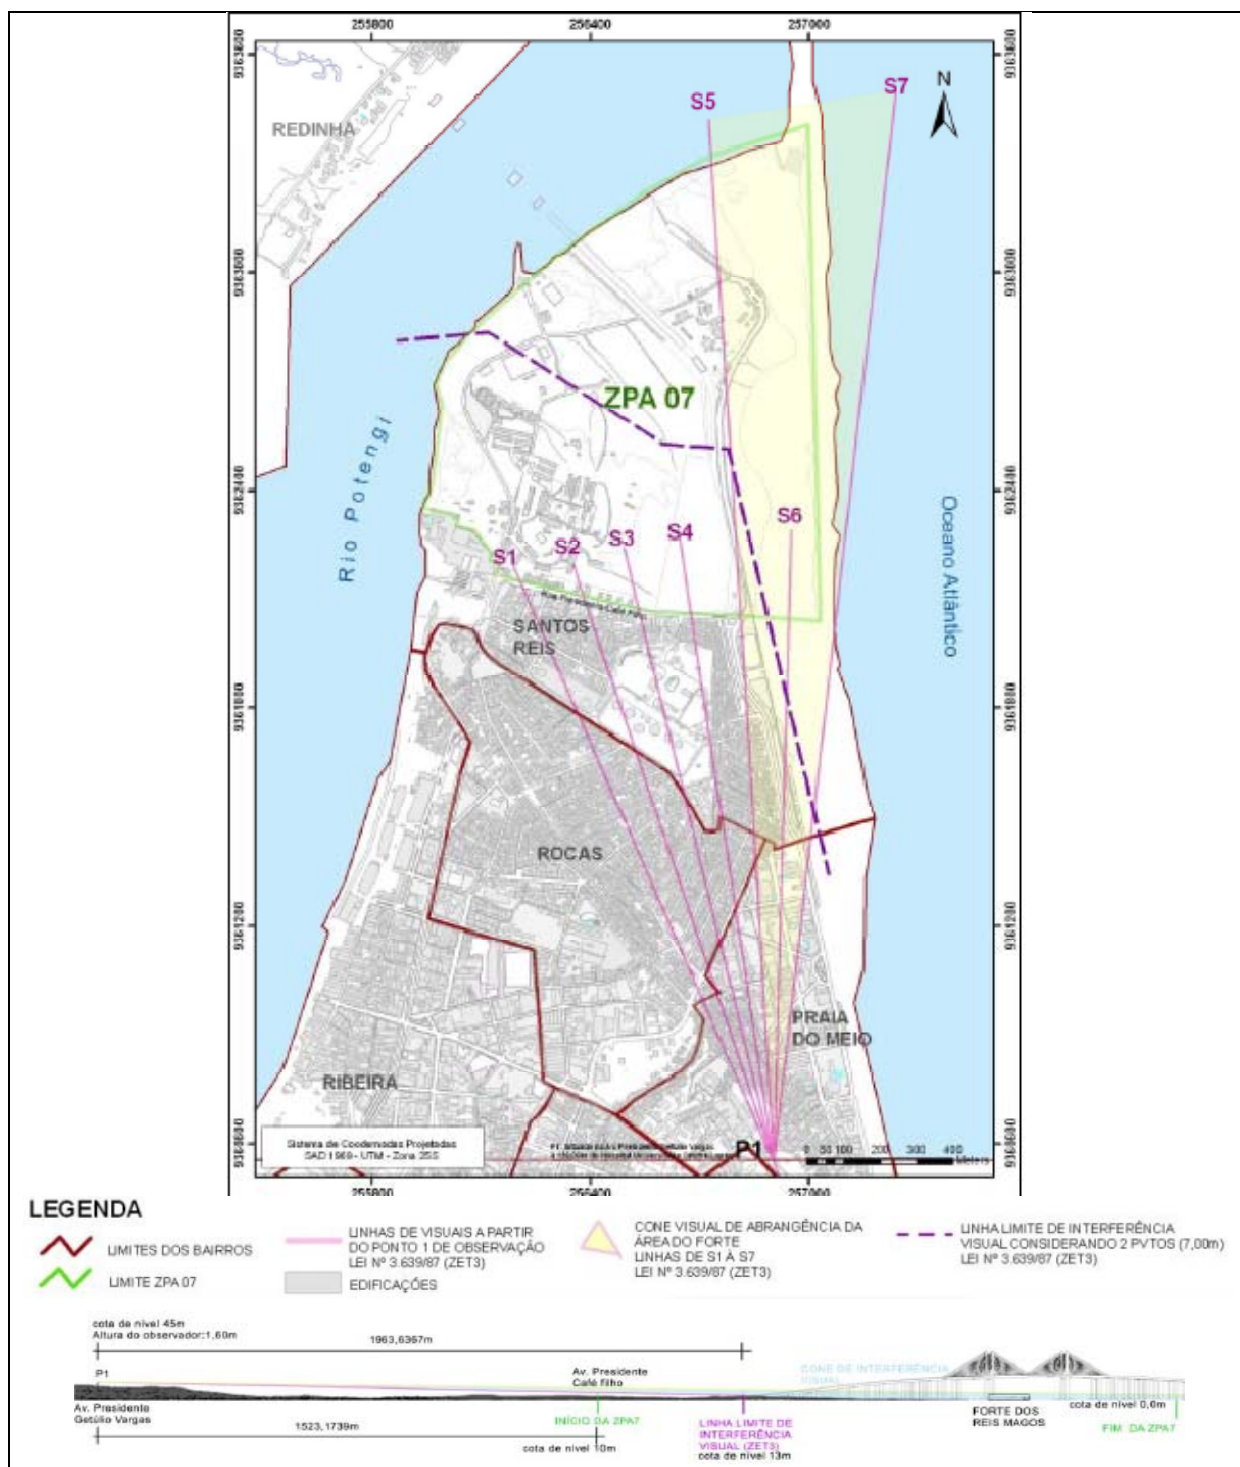 255800 256400 257000
S5
S7
N
REDINHA
ZPA 07
Rio Potengi
Oceano Atlântico
S1
S2
S3
S4
S6
SANTOS
REIS
ROCAS
PRAIA
DO MEIO
RIBEIRA
P1
Sistema de Coordenadas Projetadas
SAD 1969 - UTM - Zona 25S
0 50 100 200 300 400
Meters
255800 256400 257000
LEGENDA
LIMITES DOS BAIRROS
LIMITE ZPA 07
LINHAS DE VISUAIS A PARTIR
DO PONTO 1 DE OBSERVAÇÃO
LEI Nº 3.639/87 (ZET3)
EDIFICAÇÕES
CONE VISUAL DE ABRANGÊNCIA DA
ÁREA DO FORTE
LINHAS DE S1 À S7
LEI Nº 3.639/87 (ZET3)
LINHA LIMITE DE INTERFERÊNCIA
VISUAL CONSIDERANDO 2 PVTOS (7,00m)
LEI Nº 3.639/87 (ZET3)
cota de nível 45m
Altura do observador:1,60m
1963,6367m
P1
Av. Presidente
Café filho
CONE DE INTERFERÊNCIA
VISUAL
Av. Presidente
Getúlio Vargas
1523,1739m
INÍCIO DA ZPA7
cota de nível 10m
LINHA LIMITE DE
INTERFERÊNCIA
VISUAL (ZET3)
cota de nível 13m
FORTE DOS
REIS MAGOS
cota de nível 0,6m
FIM DA ZPA7